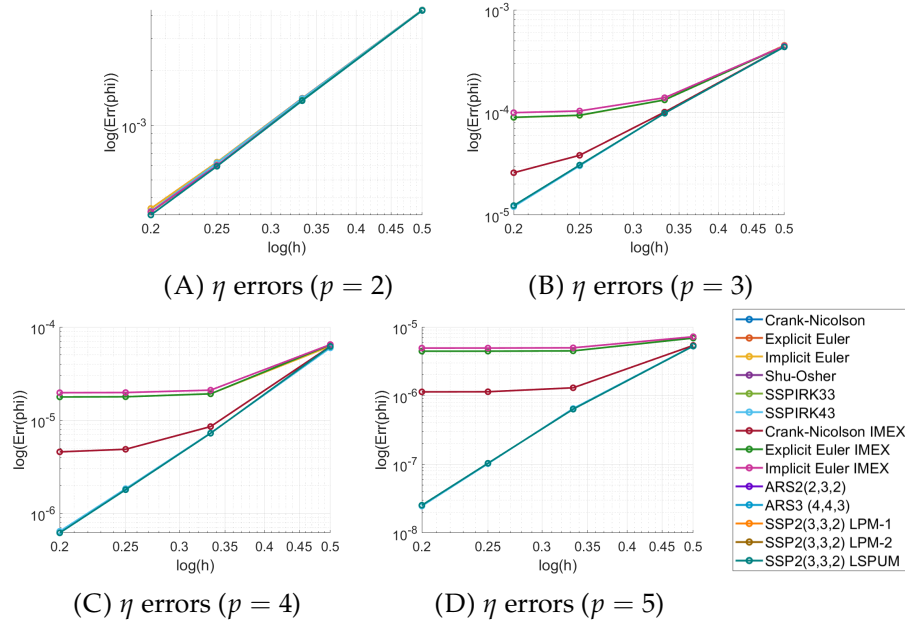 log(Err(phi))
10^-3
0.2 0.25 0.3 0.35 0.4 0.45 0.5
log(h)
(A) η errors (p = 2)
log(Err(phi))
10^-3
10^-4
10^-5
0.2 0.25 0.3 0.35 0.4 0.45 0.5
log(h)
(B) η errors (p = 3)
log(Err(phi))
10^-4
10^-5
10^-6
0.2 0.25 0.3 0.35 0.4 0.45 0.5
log(h)
(C) η errors (p = 4)
log(Err(phi))
10^-5
10^-6
10^-7
10^-8
0.2 0.25 0.3 0.35 0.4 0.45 0.5
log(h)
(D) η errors (p = 5)
Crank-Nicolson
Explicit Euler
Implicit Euler
Shu-Osher
SSPIRK33
SSPIRK43
Crank-Nicolson IMEX
Explicit Euler IMEX
Implicit Euler IMEX
ARS2(2,3,2)
ARS3 (4,4,3)
SSP2(3,3,2) LPM-1
SSP2(3,3,2) LPM-2
SSP2(3,3,2) LSPUM